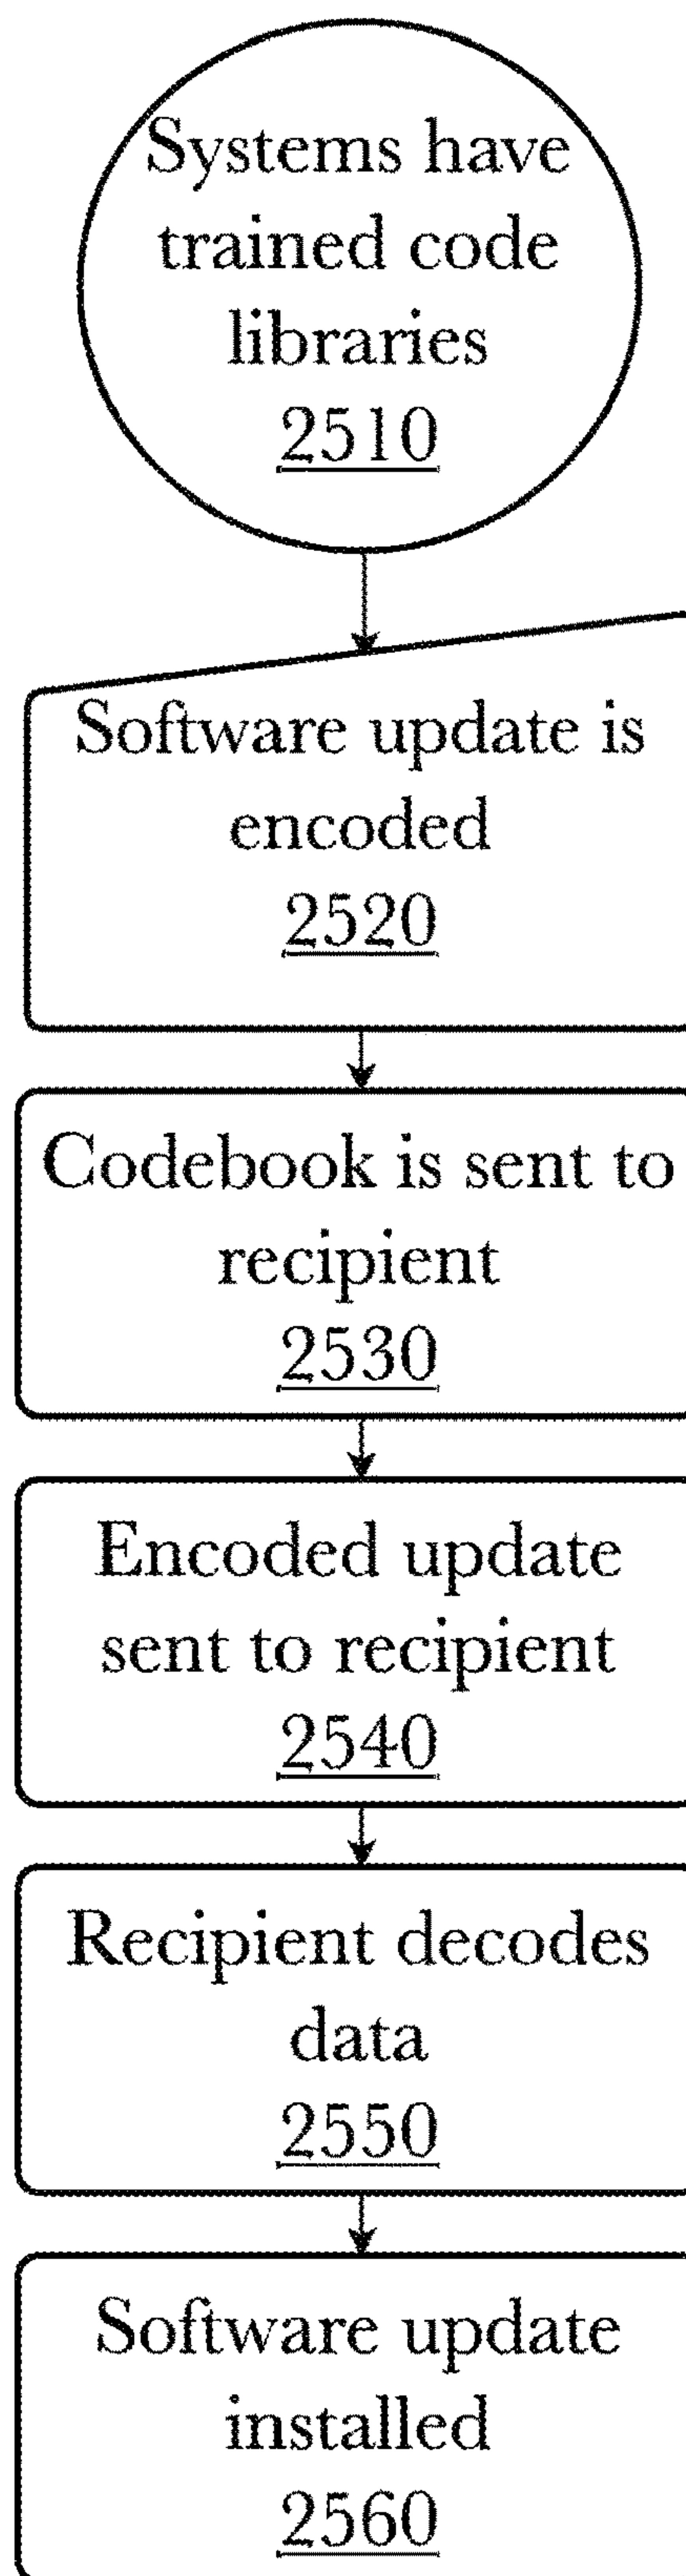 Systems have
trained code
libraries
2510
Software update is
encoded
2520
Codebook is sent to
recipient
2530
Encoded update
sent to recipient
2540
Recipient decodes
data
2550
Software update
installed
2560